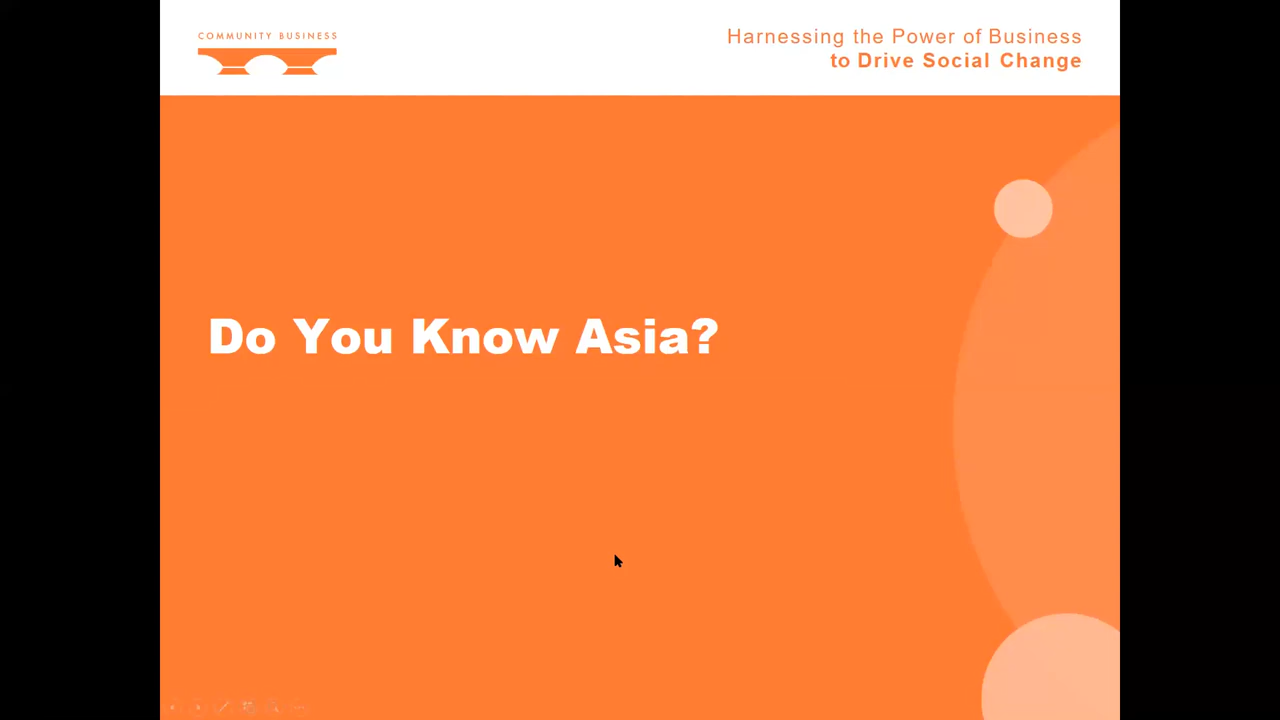 COMMUNITY BUSINESS
Harnessing the Power of Business
to Drive Social Change
Do You Know Asia?